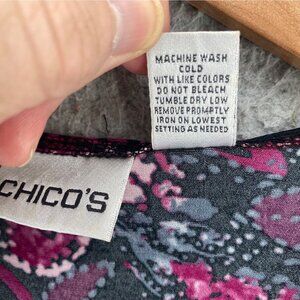 MACHINE WASH
COLD
WITH LIKE COLORS
DO NOT BLEACH
TUMBLE DRY LOW
REMOVE PROMPTLY
IRON ON LOWEST
SETTING AS NEEDED
CHICO'S